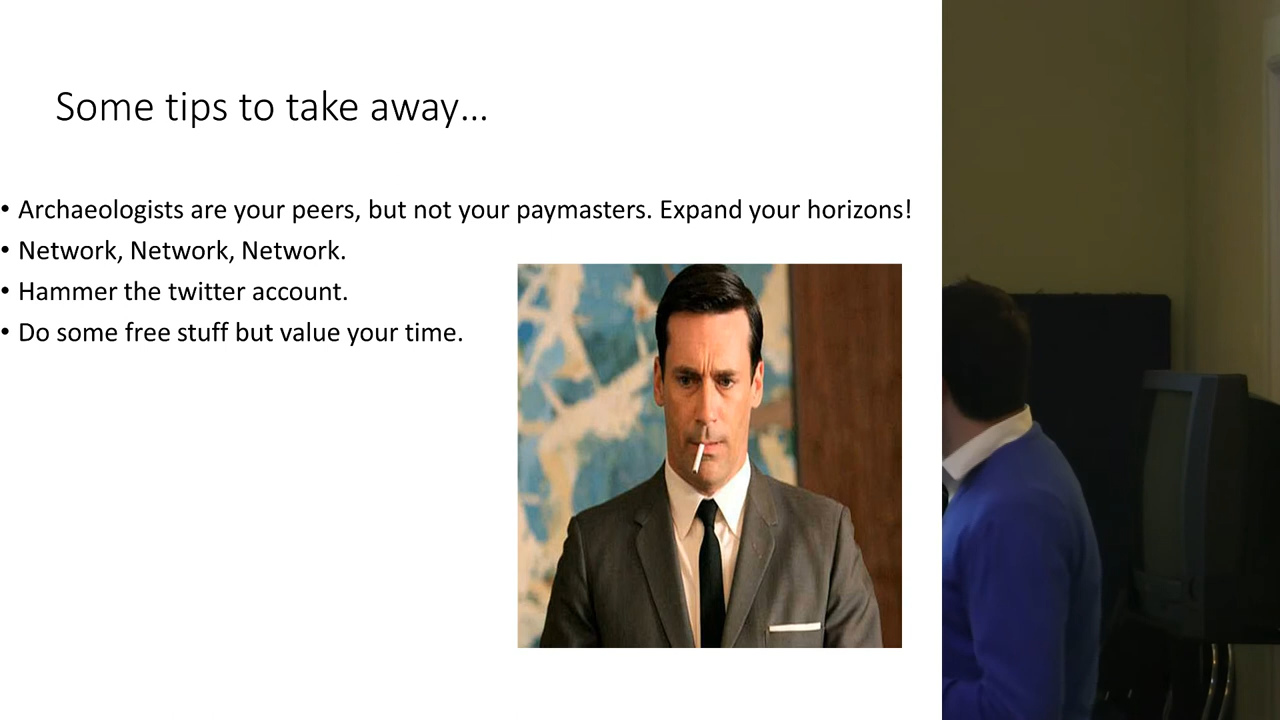 Some tips to take away...
• Archaeologists are your peers, but not your paymasters. Expand your horizons!
• Network, Network, Network.
• Hammer the twitter account.
• Do some free stuff but value your time.